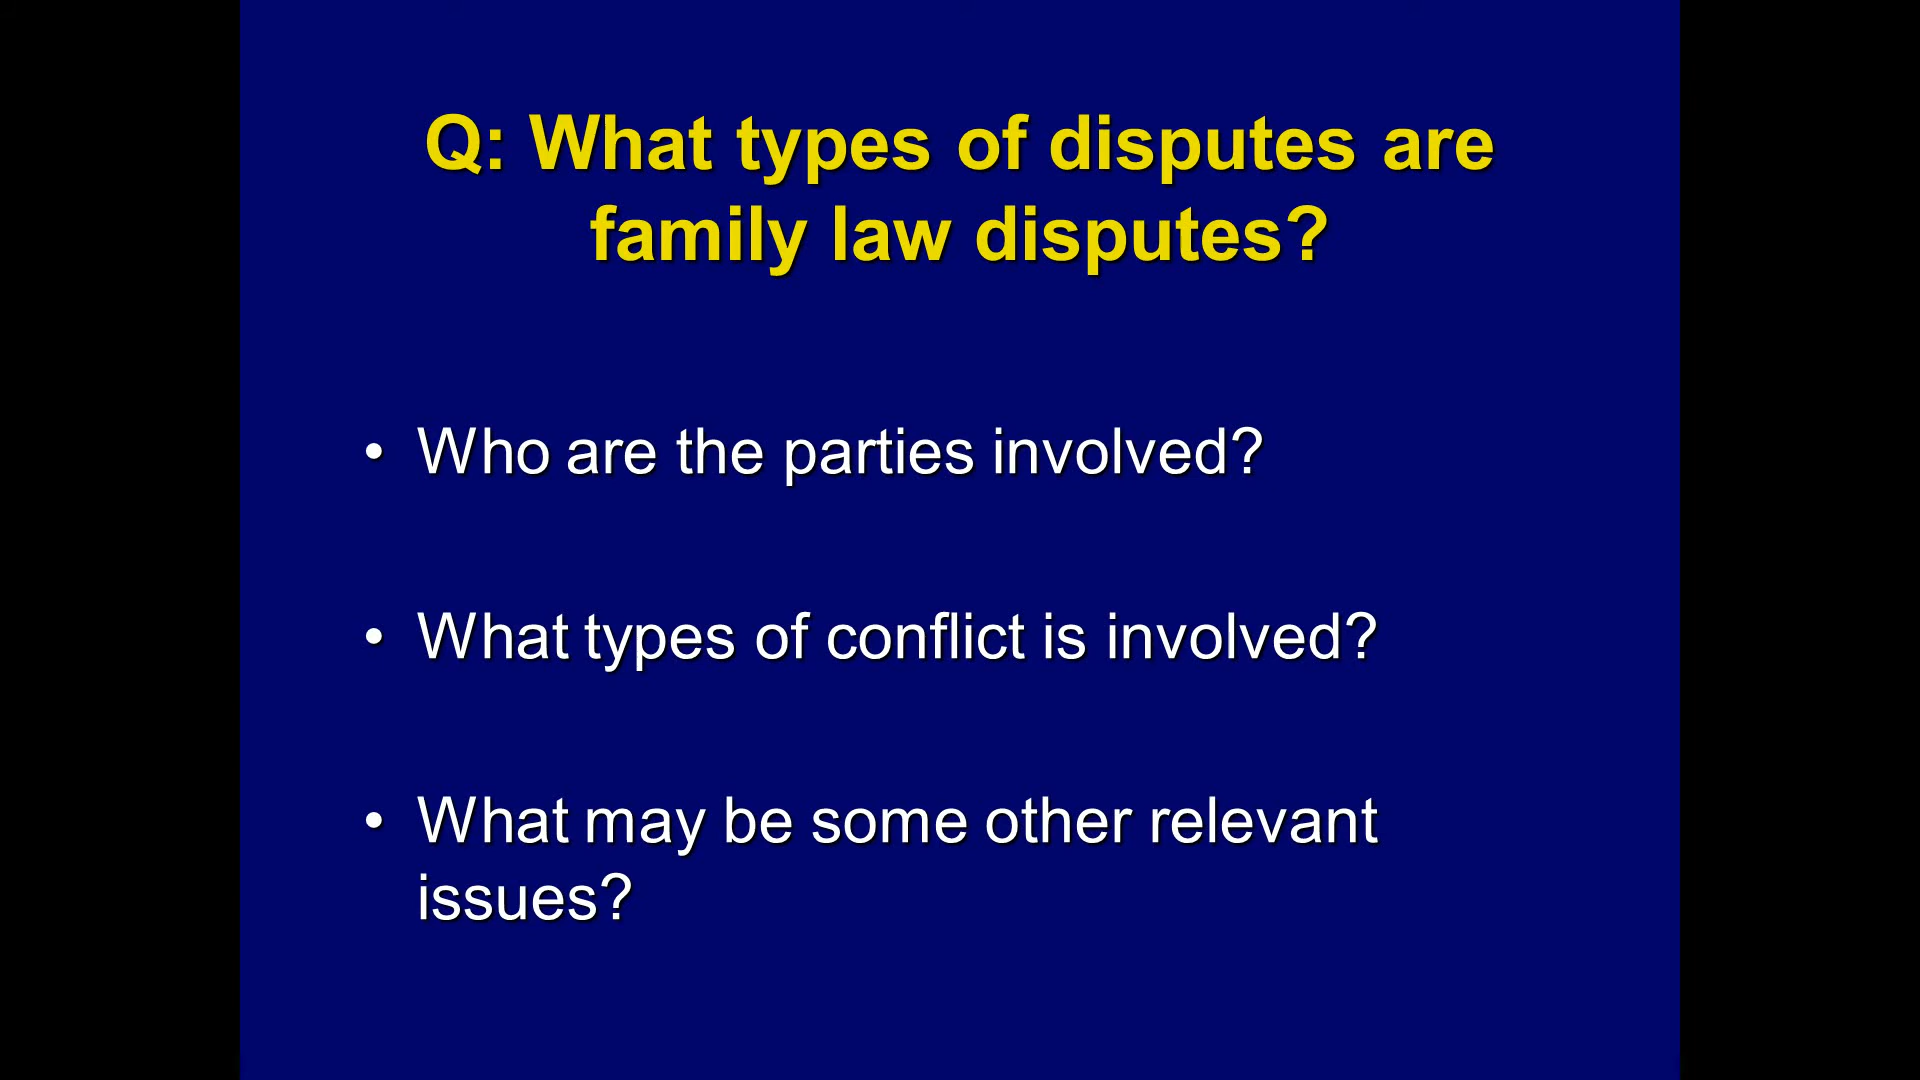 Q: What types of disputes are
family law disputes?
• Who are the parties involved?
• What types of conflict is involved?
• What may be some other relevant
issues?